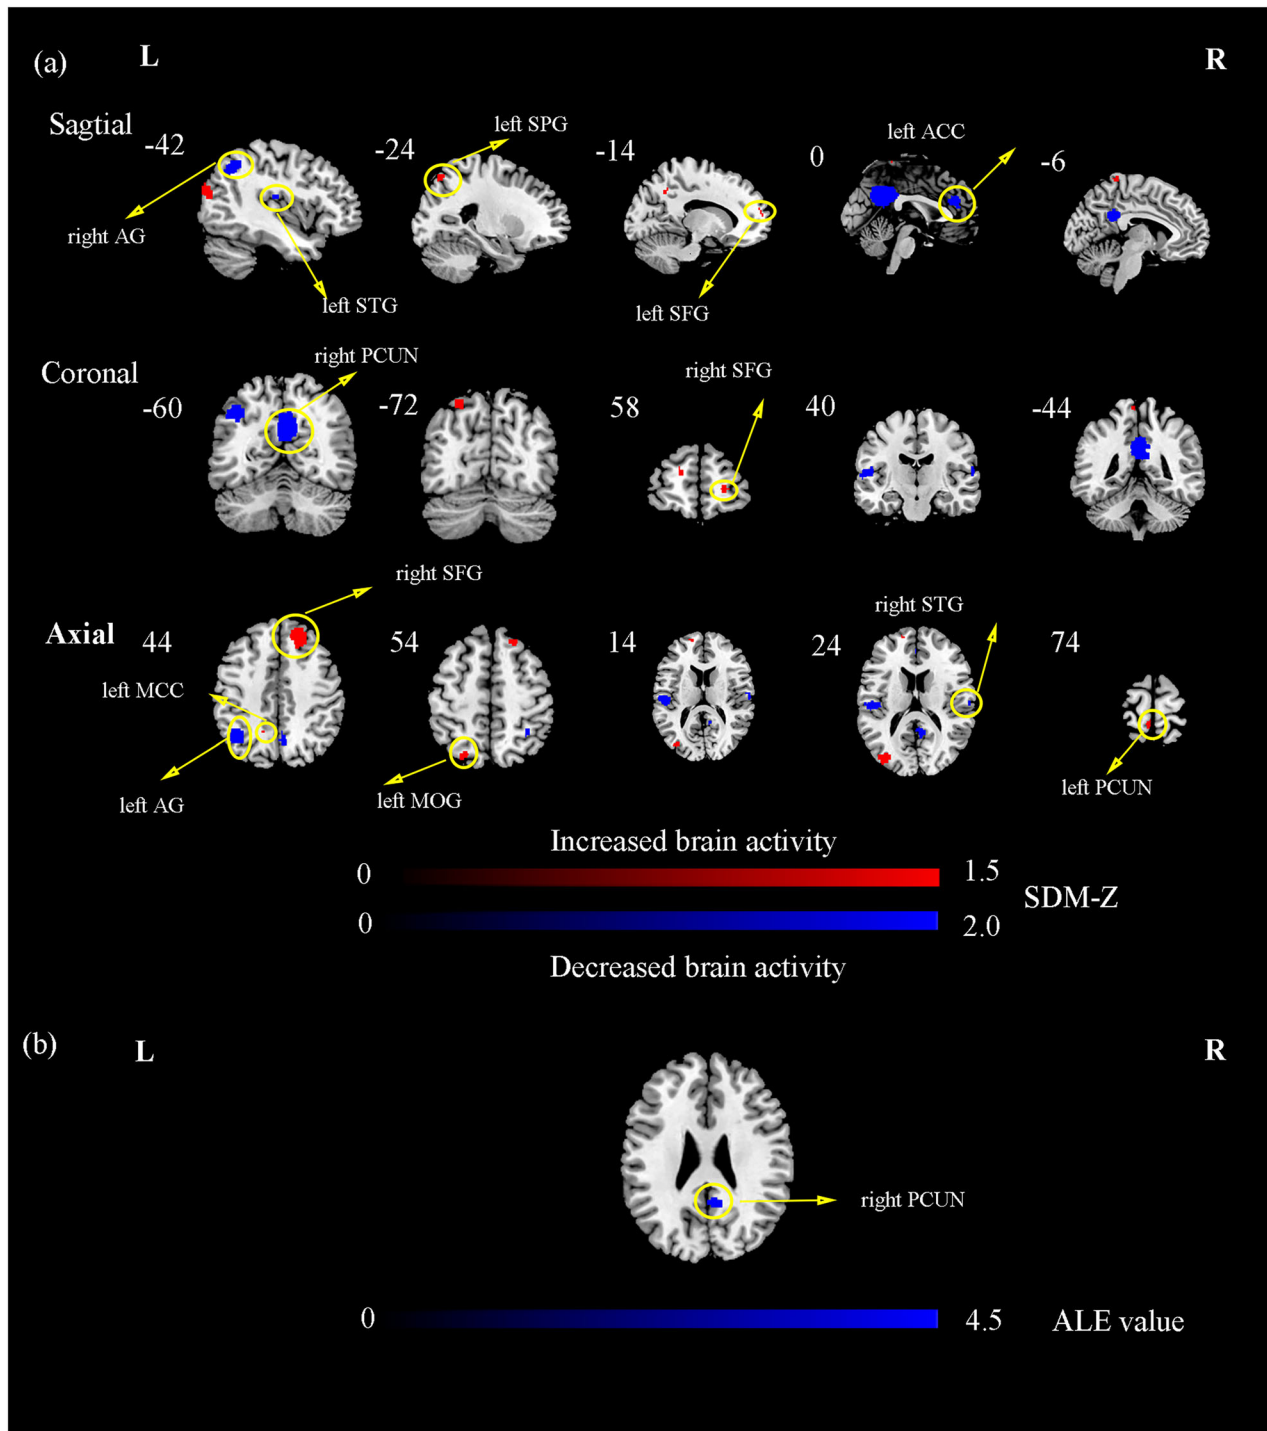 (a)
L
R
Sagtial
-42
-24
left SPG
-14
0
left ACC
-6
right AG
left STG
left SFG
Coronal
-60
right PCUN
-72
58
right SFG
40
-44
right SFG
Axial
44
54
14
24
right STG
74
left MCC
left AG
left MOG
left PCUN
Increased brain activity
0
1.5
SDM-Z
0
2.0
Decreased brain activity
(b)
L
R
right PCUN
0
4.5
ALE value